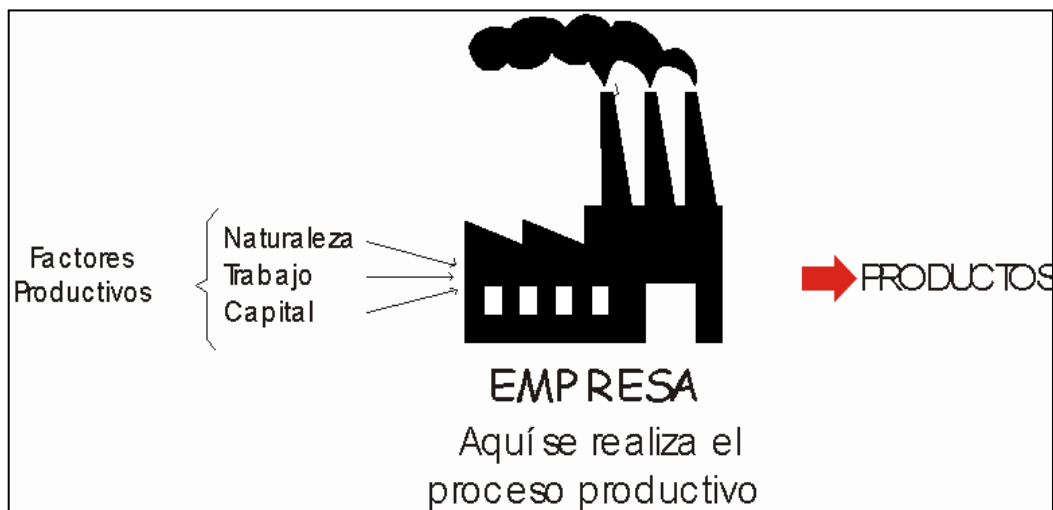 Factores
Productivos
Naturaleza
Trabajo
Capital
EMPRESA
Aquí se realiza el
proceso productivo
PRODUCTOS